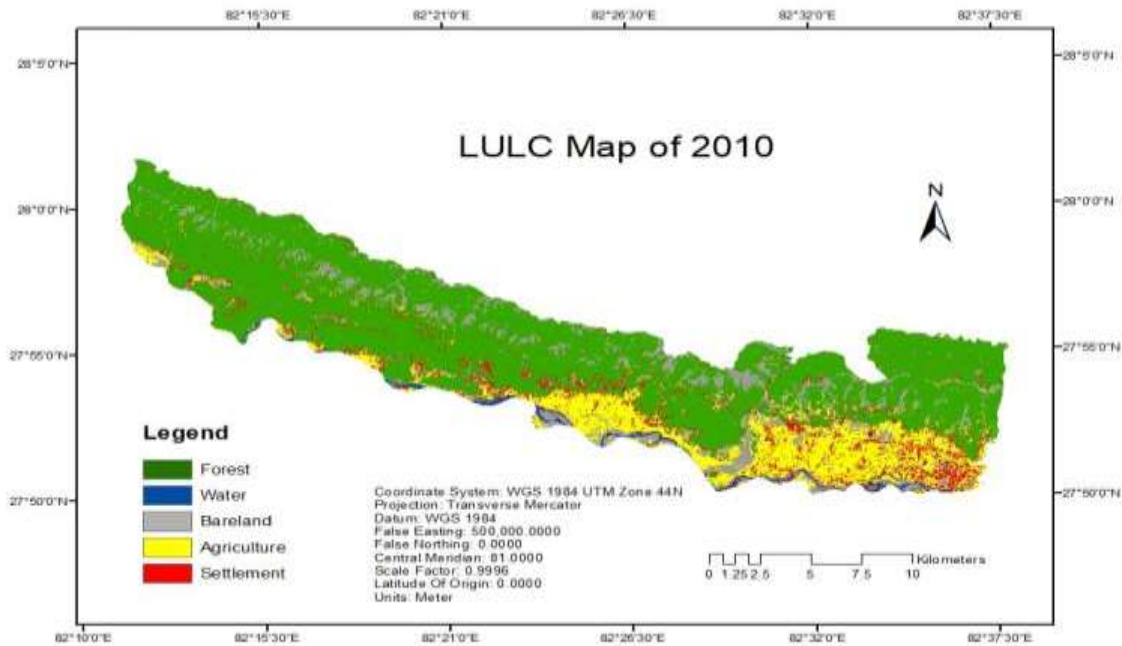 82°15'30"E 82°21'0"E 82°26'30"E 82°32'0"E 82°37'30"E
28°5'0"N 28°5'0"N
LULC Map of 2010
N
28°0'0"N 28°0'0"N
27°55'0"N 27°55'0"N
Legend
Forest
Water
Bareland
Agriculture
Settlement
Coordinate System: WGS 1984 UTM Zone 44N
Projection: Transverse Mercator
Datum: WGS 1984
False Easting: 500,000.0000
False Northing: 0.0000
Central Meridian: 81.0000
Scale Factor: 0.9996
Latitude Of Origin: 0.0000
Units: Meter
27°50'0"N 27°50'0"N
Kilometers
0 1.25 2.5 5 7.5 10
82°10'0"E 82°15'30"E 82°21'0"E 82°26'30"E 82°32'0"E 82°37'30"E